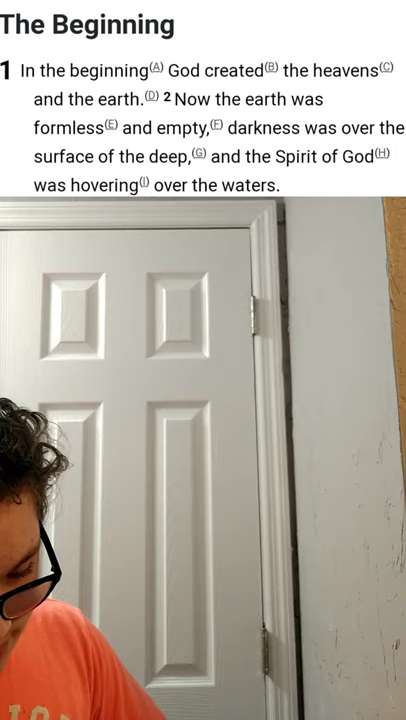 The Beginning
1 In the beginning(A) God created(B) the heavens(C)
and the earth.(D) 2 Now the earth was
formless(E) and empty,(F) darkness was over the
surface of the deep,(G) and the Spirit of God(H)
was hovering(I) over the waters.